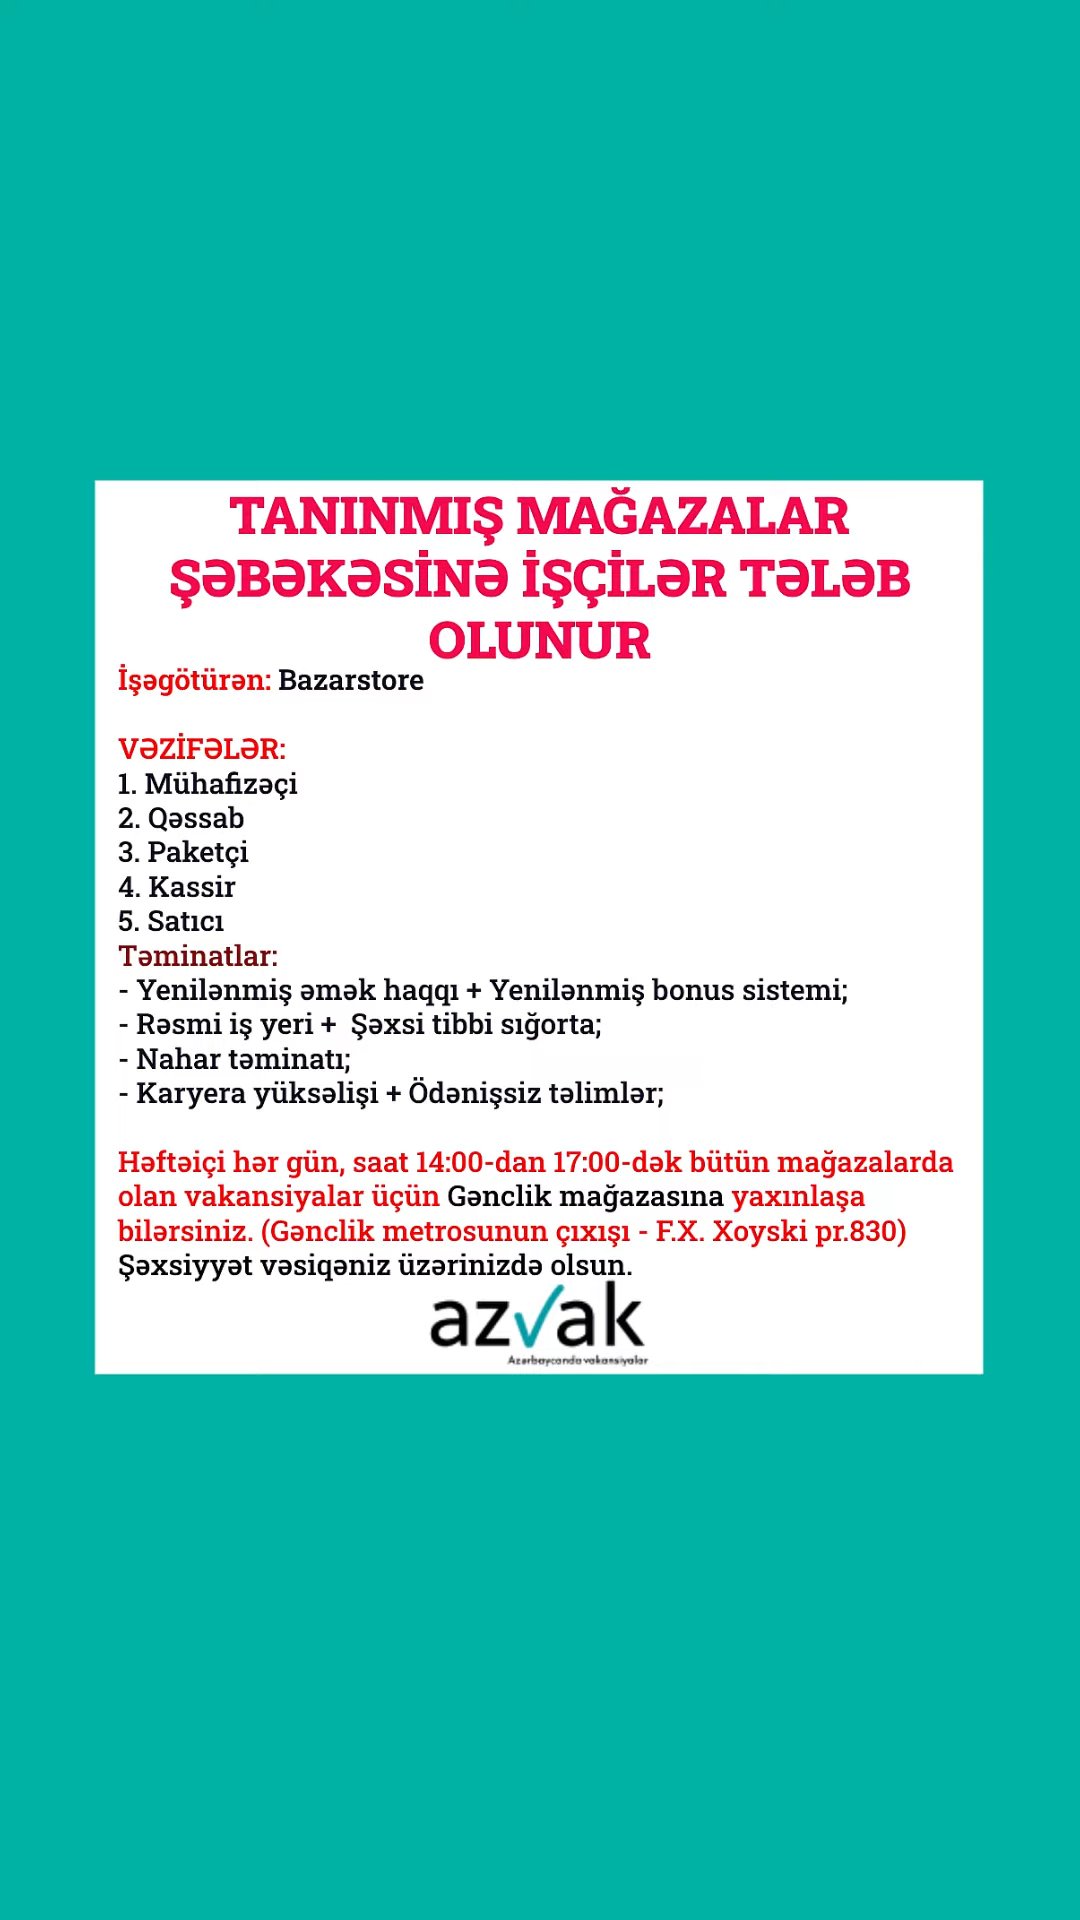 TANINMIŞ MAĞAZALAR
ŞƏBƏKƏSİNƏ İŞÇİLƏR TƏLƏB
OLUNUR
İşəgötürən: Bazarstore
VƏZİFƏLƏR:
1. Mühafizəçi
2. Qəssab
3. Paketçi
4. Kassir
5. Satıcı
Təminatlar:
- Yenilənmiş əmək haqqı + Yenilənmiş bonus sistemi;
- Rəsmi iş yeri +  Şəxsi tibbi sığorta;
- Nahar təminatı;
- Karyera yüksəlişi + Ödənişsiz təlimlər;
Həftəiçi hər gün, saat 14:00-dan 17:00-dək bütün mağazalarda
olan vakansiyalar üçün Gənclik mağazasına yaxınlaşa
bilərsiniz. (Gənclik metrosunun çıxışı - F.X. Xoyski pr.830)
Şəxsiyyət vəsiqəniz üzərinizdə olsun.
azvak
Azərbaycanda vakansiyalar